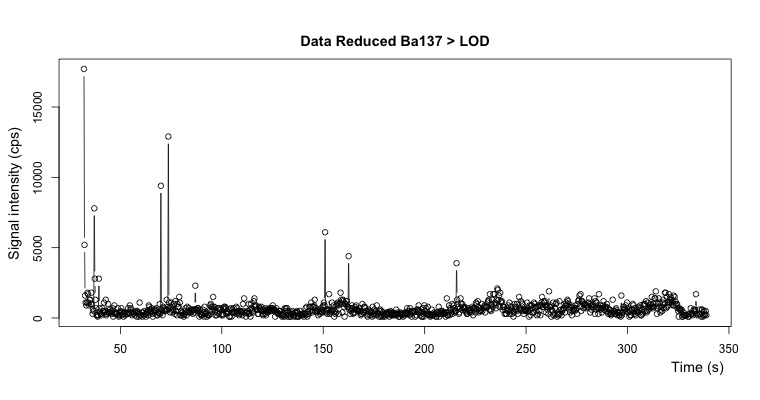 Data Reduced Ba137 > LOD
Signal intensity (cps)
15000
10000
5000
0
50 100 150 200 250 300 350
Time (s)